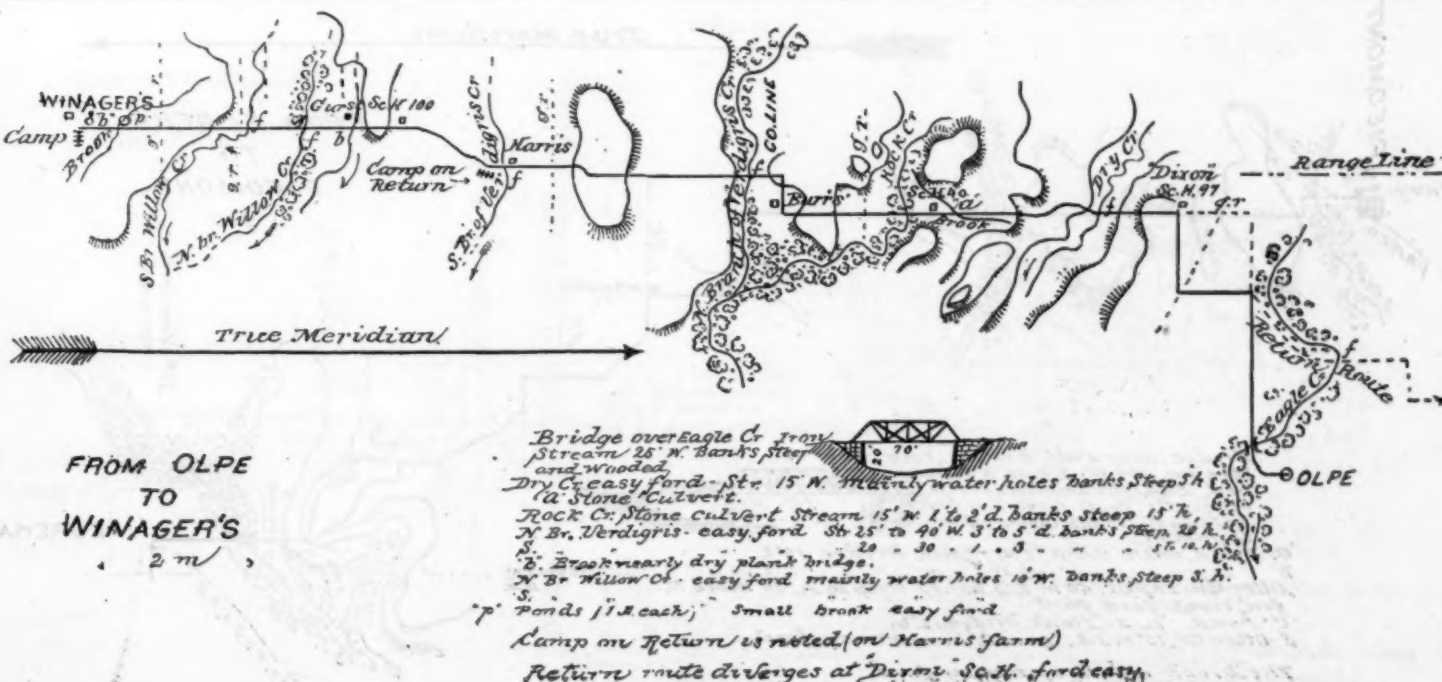 WINAGER'S
"b" "p"
Camp
Brook
g.r.
S. Br. Willow Cr.
f
g.r.
N. br. Willow Cr.
f
b
Sc.H. 100
Camp on
Return
S. Br. of Verdigris Cr
f
Harris
g.r.
N. Branch of Verdigris Cr.
f
CO. LINE
Burrs
g.r.
Rock Cr.
Sc.H.
"a"
Brook
Dry Cr.
f
Dixon
Sc.H. 97
g.r.
Range Line
Return Route
f
Eagle Cr.
OLPE
True Meridian
FROM OLPE
TO
WINAGER'S
2 m
Bridge over Eagle Cr Iron
Stream 25' W. Banks, steep
and wooded,
20 70'
Dry Cr. easy ford - Str. 15' W. mainly water holes banks, steep 5' h
"a" Stone Culvert.
Rock Cr. Stone Culvert Stream 15' W. 1' to 2' d. banks steep 15' h.
N Br. Verdigris - easy ford Str 25' to 40' W. 3' to 5' d. banks steep 20' h.
S. " " " " 20 30 1
"b" Brook nearly dry plank bridge.
N Br Willow Cr. easy ford mainly water holes 10' W. banks steep 5' h.
S.
"p" Ponds each; small brook easy ford
Camp on Return is noted (on Harris farm)
Return route diverges at "Dixon" Sc.H. ford easy.